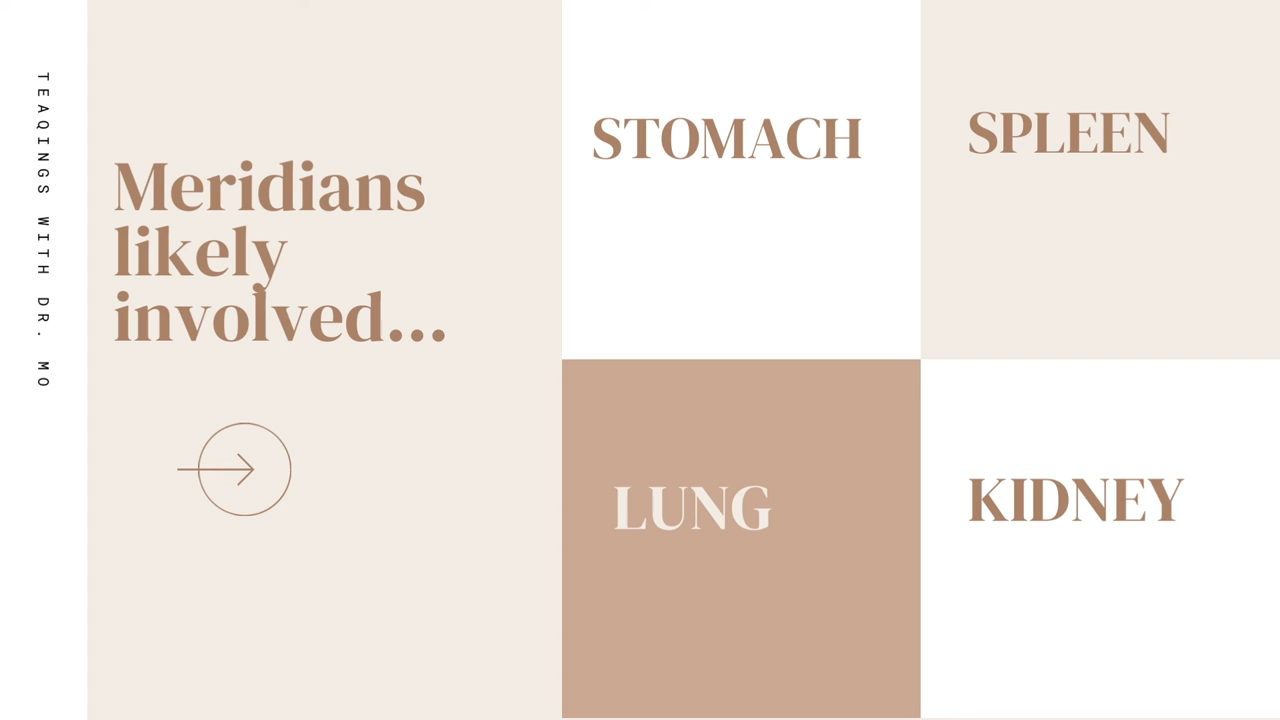 TEAQINGS WITH DR. MO
Meridians
likely
involved...
STOMACH
SPLEEN
LUNG
KIDNEY